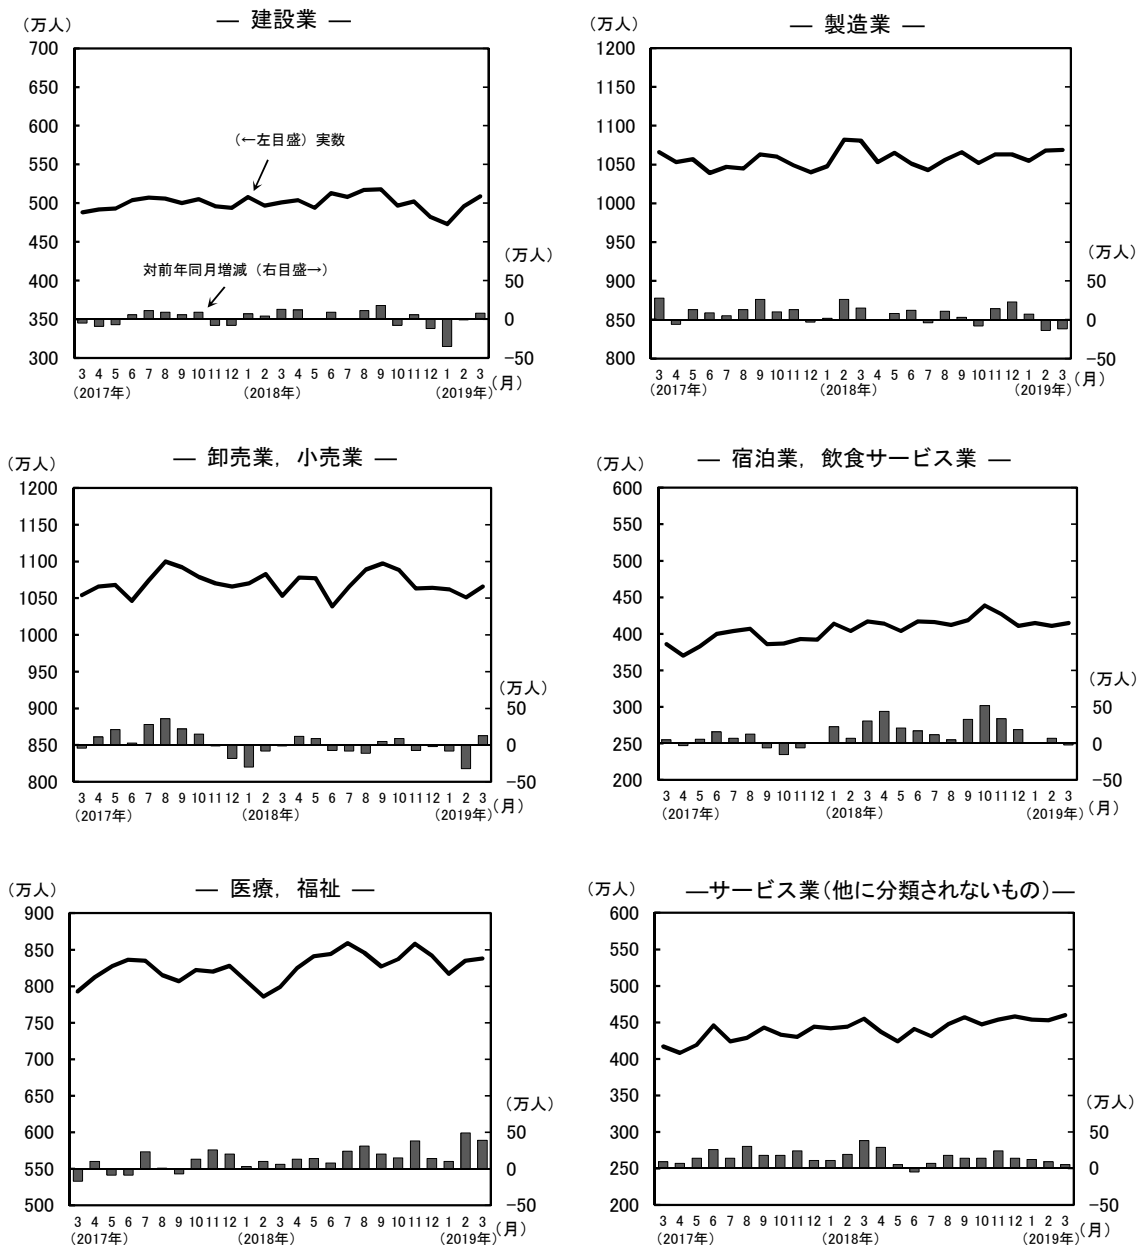 ― 建設業 ―
(万人)
700
650
600
550
500
450
400
350
300
(←左目盛) 実数
対前年同月増減 (右目盛→)
(万人)
50
0
−50
3 4 5 6 7 8 9 10 11 12 1 2 3 4 5 6 7 8 9 10 11 12 1 2 3 (月)
(2017年) (2018年) (2019年)
― 製造業 ―
(万人)
1200
1150
1100
1050
1000
950
900
850
800
(万人)
50
0
−50
3 4 5 6 7 8 9 10 11 12 1 2 3 4 5 6 7 8 9 10 11 12 1 2 3 (月)
(2017年) (2018年) (2019年)
― 卸売業, 小売業 ―
(万人)
1200
1150
1100
1050
1000
950
900
850
800
(万人)
50
0
−50
3 4 5 6 7 8 9 10 11 12 1 2 3 4 5 6 7 8 9 10 11 12 1 2 3 (月)
(2017年) (2018年) (2019年)
― 宿泊業, 飲食サービス業 ―
(万人)
600
550
500
450
400
350
300
250
200
(万人)
50
0
−50
3 4 5 6 7 8 9 10 11 12 1 2 3 4 5 6 7 8 9 10 11 12 1 2 3 (月)
(2017年) (2018年) (2019年)
― 医療, 福祉 ―
(万人)
900
850
800
750
700
650
600
550
500
(万人)
50
0
−50
3 4 5 6 7 8 9 10 11 12 1 2 3 4 5 6 7 8 9 10 11 12 1 2 3 (月)
(2017年) (2018年) (2019年)
―サービス業(他に分類されないもの)―
(万人)
600
550
500
450
400
350
300
250
200
(万人)
50
0
−50
3 4 5 6 7 8 9 10 11 12 1 2 3 4 5 6 7 8 9 10 11 12 1 2 3 (月)
(2017年) (2018年) (2019年)